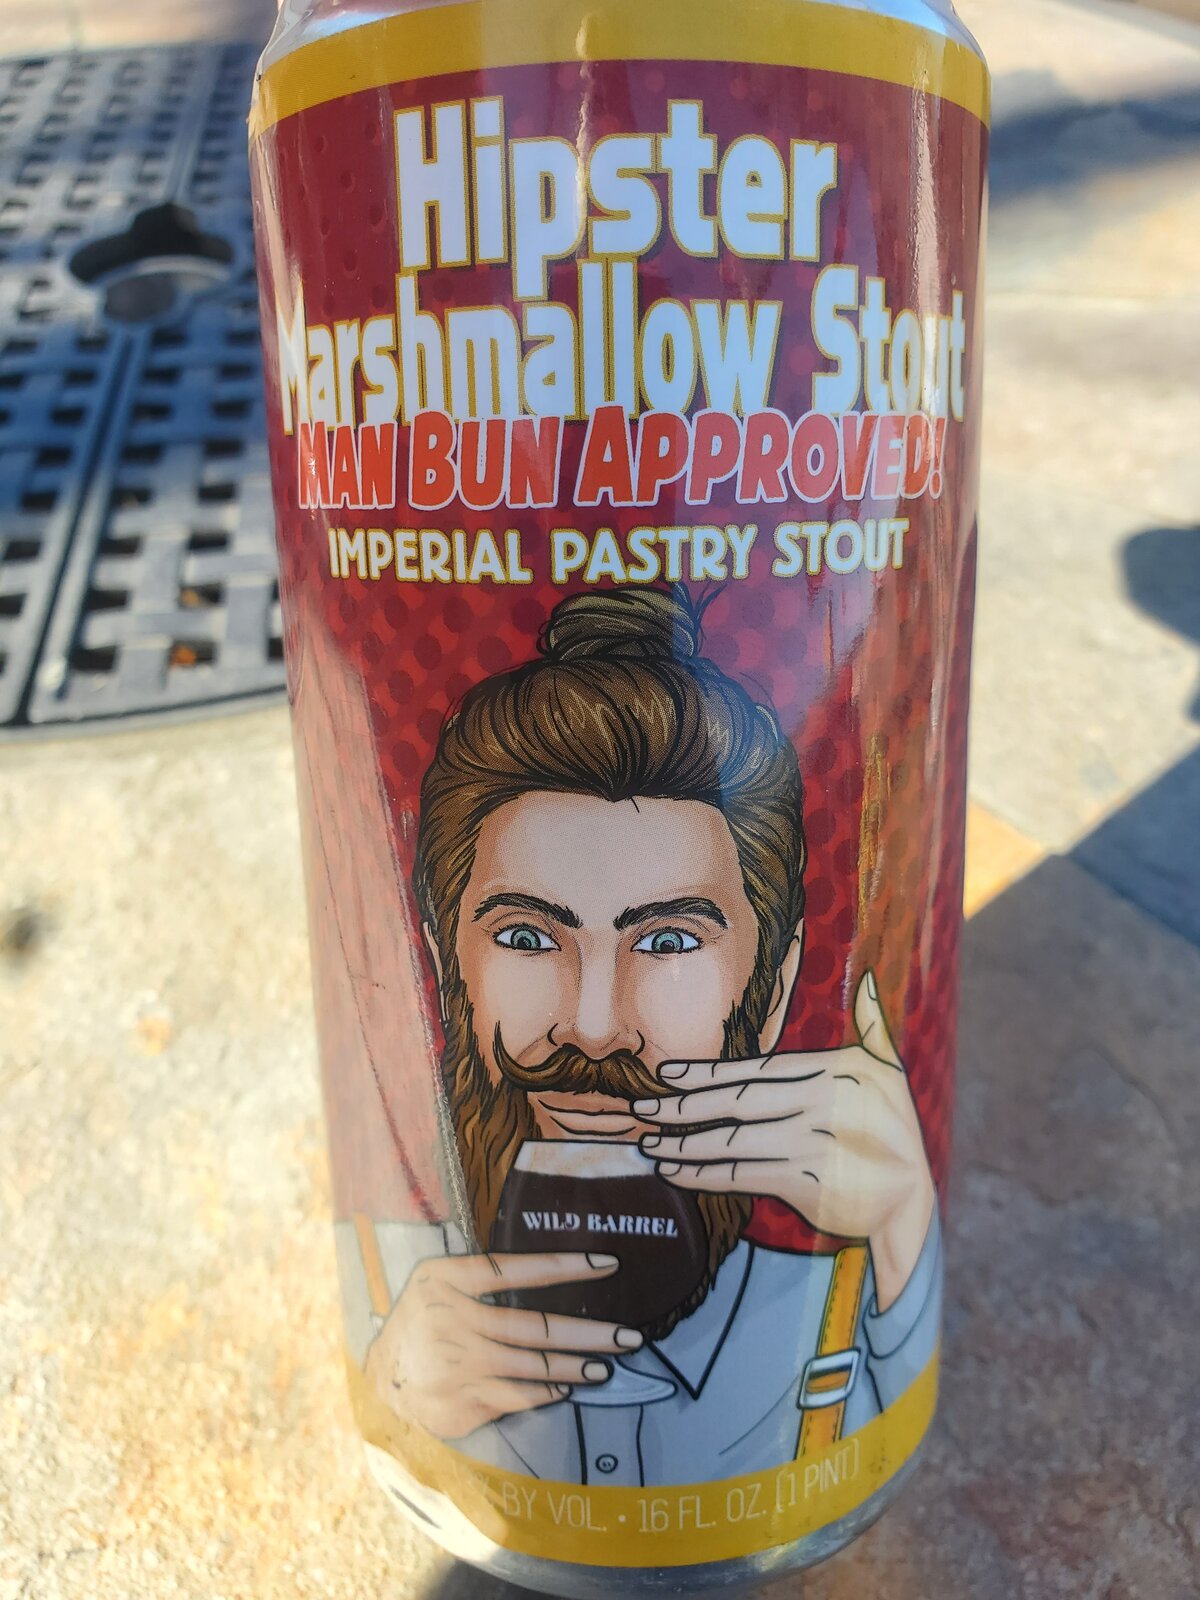 Hipster
Marshmallow Stout
MAN BUN APPROVED!
IMPERIAL PASTRY STOUT
WILD BARREL
% BY VOL. • 16 FL. OZ. (1 PINT)